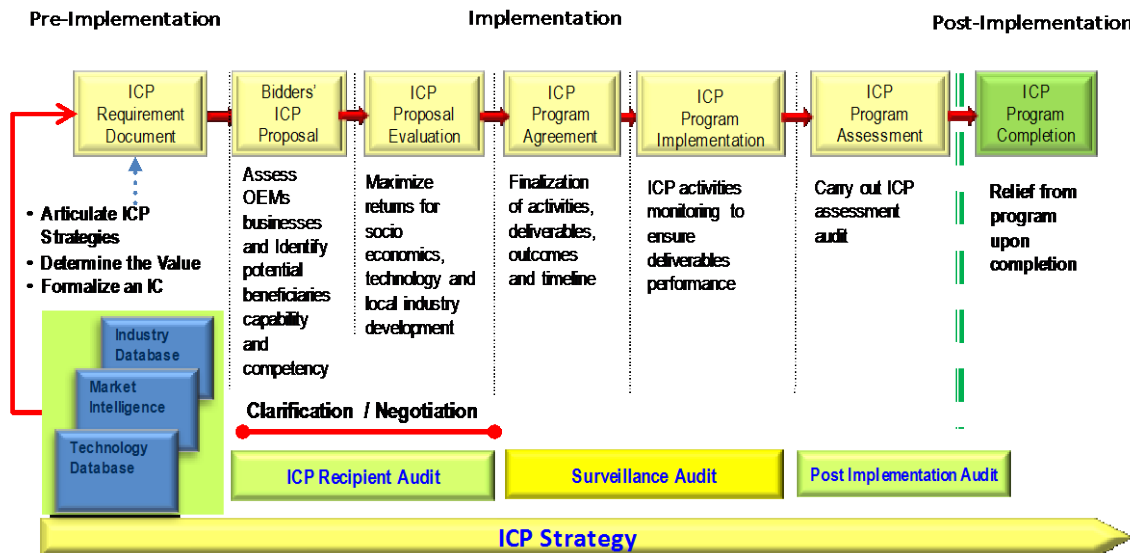 Pre-Implementation
Implementation
Post-Implementation
ICP
Requirement
Document
Bidders'
ICP
Proposal
ICP
Proposal
Evaluation
ICP
Program
Agreement
ICP
Program
Implementation
ICP
Program
Assessment
ICP
Program
Completion
• Articulate ICP
Strategies
• Determine the Value
• Formalize an IC
Assess
OEMs
businesses
and Identify
potential
beneficiaries
capability
and
competency
Maximize
returns for
socio
economics,
technology and
local industry
development
Finalization
of activities,
deliverables,
outcomes
and timeline
ICP activities
monitoring to
ensure
deliverables
performance
Carry out ICP
assessment
audit
Relief from
program
upon
completion
Industry
Database
Market
Intelligence
Technology
Database
Clarification / Negotiation
ICP Recipient Audit
Surveillance Audit
Post Implementation Audit
ICP Strategy